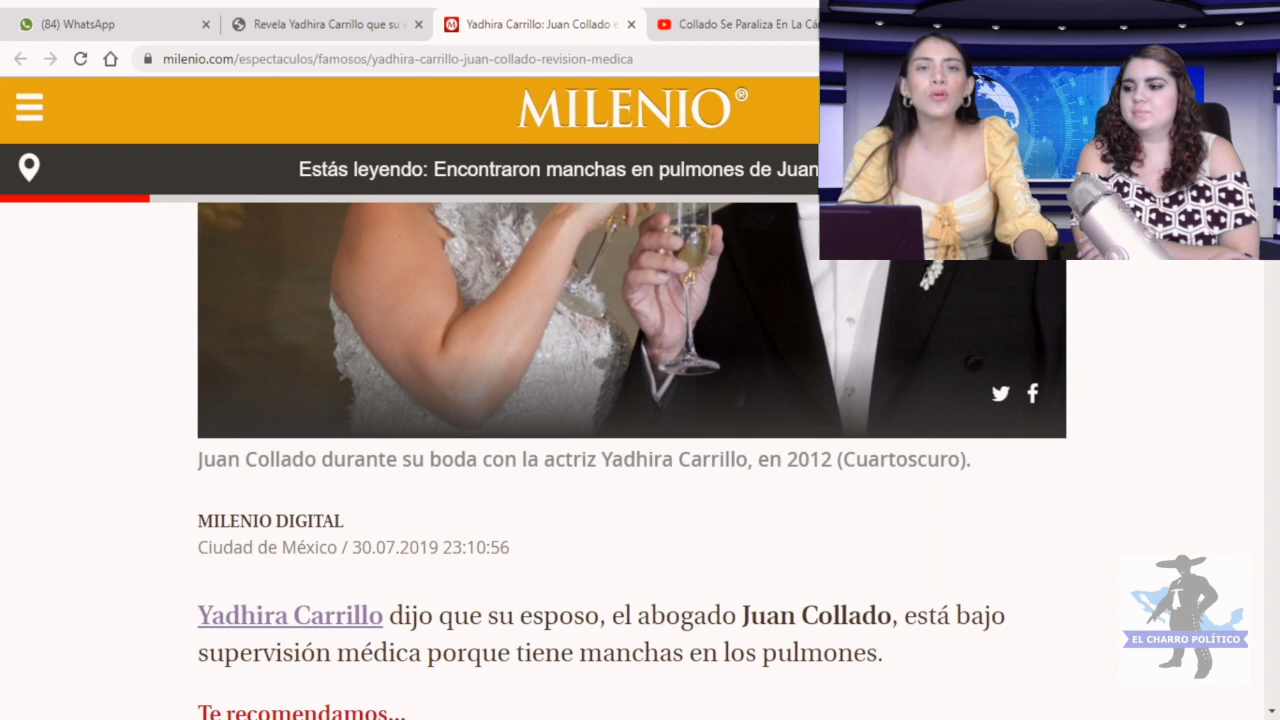 (84) WhatsApp
Revela Yadhira Carrillo que su
Yadhira Carrillo: Juan Collado
Collado Se Paraliza En La
milenio.com/espectaculos/famosos/yadhira-carrillo-juan-collado-revision-medica
MILENIO®
Estás leyendo: Encontraron manchas en pulmones de Juan
Juan Collado durante su boda con la actriz Yadhira Carrillo, en 2012 (Cuartoscuro).
MILENIO DIGITAL
Ciudad de México / 30.07.2019 23:10:56
EL CHARRO POLÍTICO
Yadhira Carrillo dijo que su esposo, el abogado Juan Collado, está bajo
supervisión médica porque tiene manchas en los pulmones.
Te recomendamos...